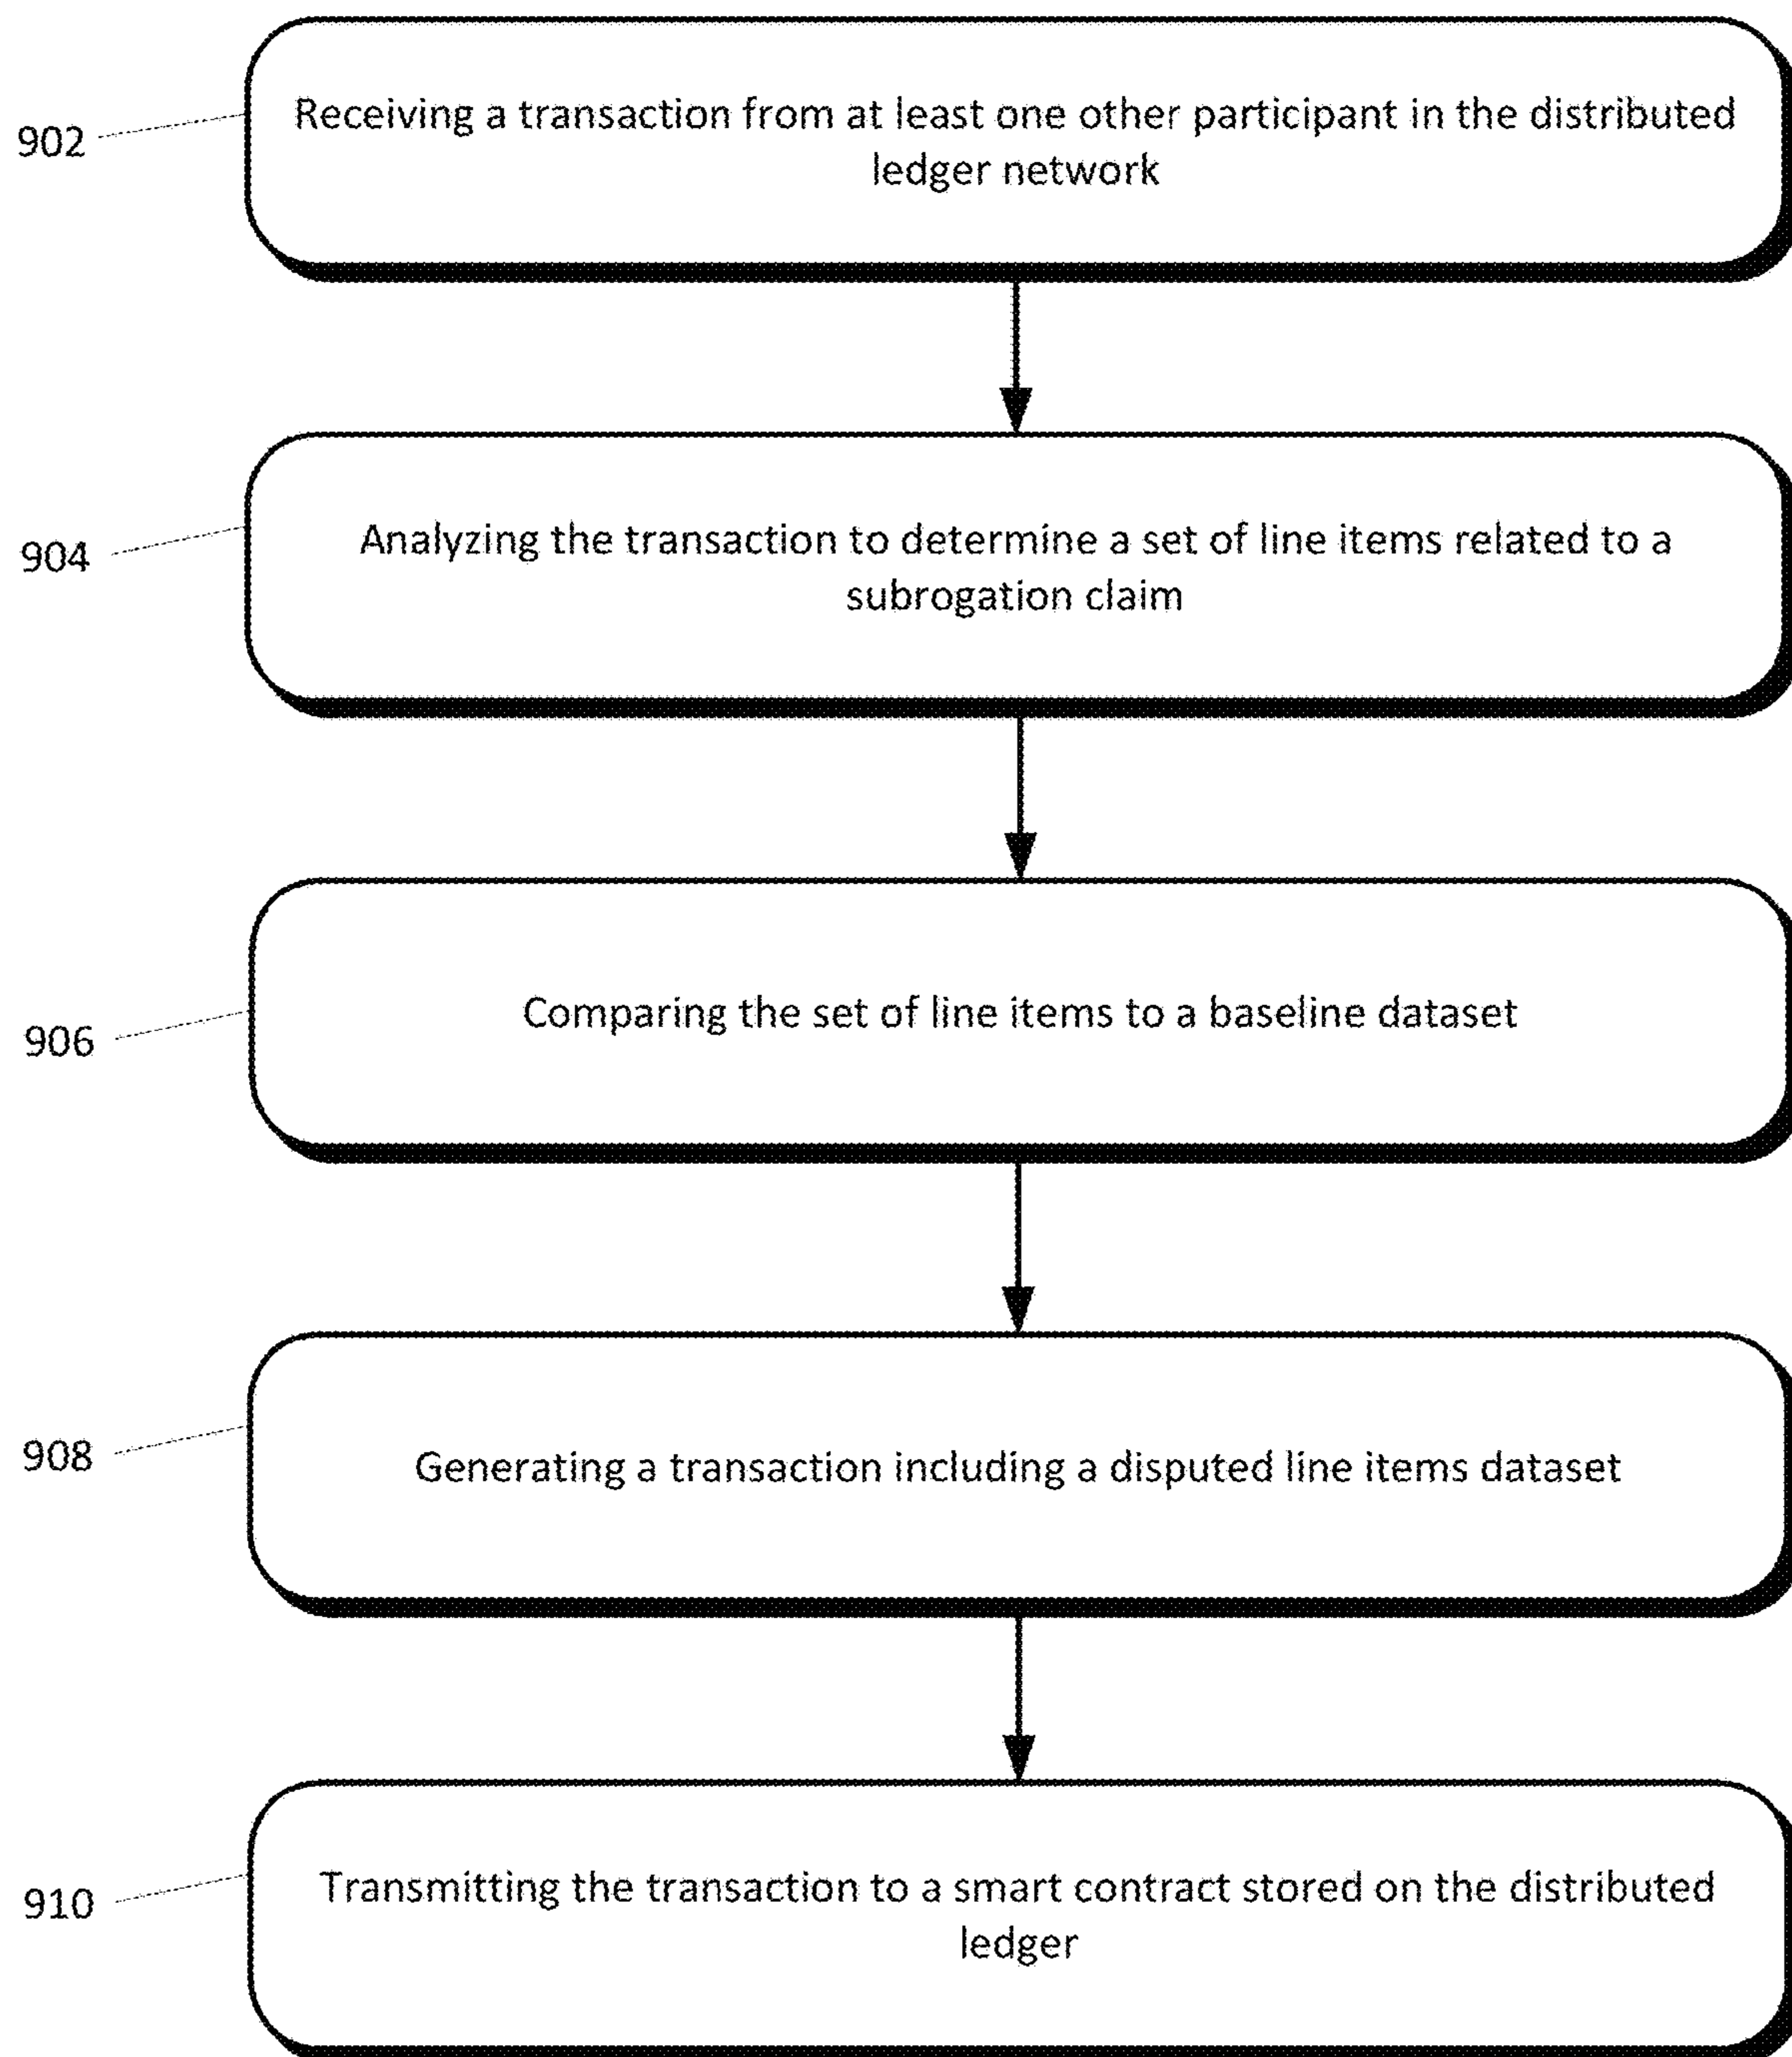 902
Receiving a transaction from at least one other participant in the distributed
ledger network
904
Analyzing the transaction to determine a set of line items related to a
subrogation claim
906
Comparing the set of line items to a baseline dataset
908
Generating a transaction including a disputed line items dataset
910
Transmitting the transaction to a smart contract stored on the distributed
ledger